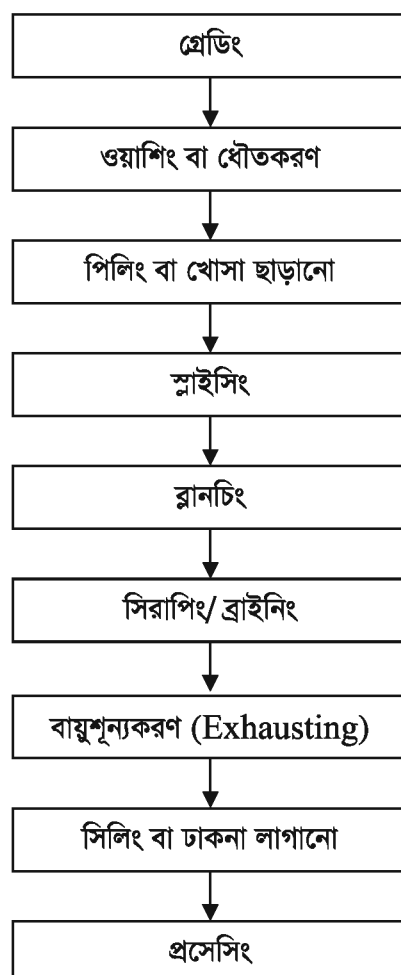 গ্রেডিং
ওয়াশিং বা ধৌতকরণ
পিলিং বা খোসা ছাড়ানো
স্লাইসিং
ব্লানচিং
সিরাপিং/ ব্রাইনিং
বায়ুশূন্যকরণ (Exhausting)
সিলিং বা ঢাকনা লাগানো
প্রসেসিং